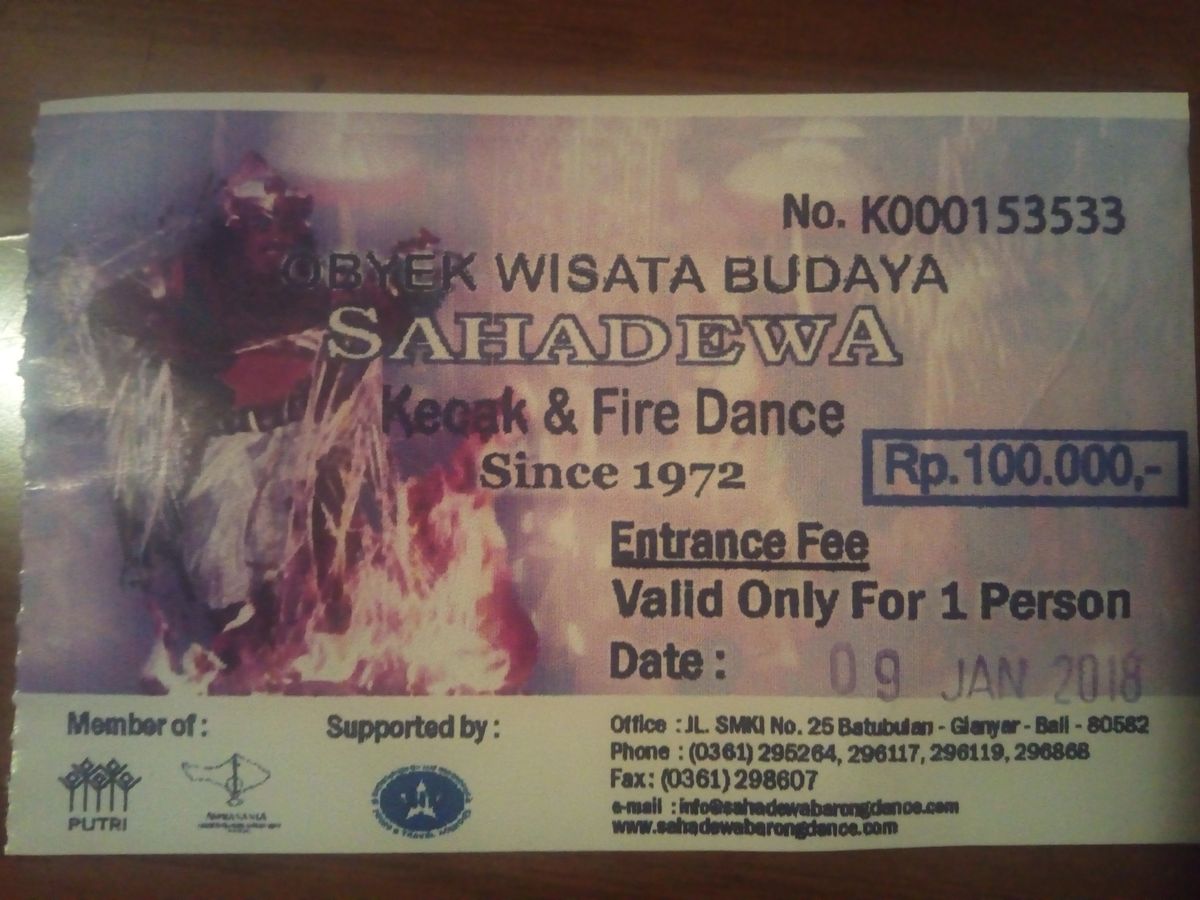 No. K000153533
OBYEK WISATA BUDAYA
SAHADEWA
Kecak & Fire Dance
Since 1972
Rp.100.000,-
Entrance Fee
Valid Only For 1 Person
Date : 09 JAN 2018
Member of :
PUTRI
Supported by :
Office : JL. SMKI No. 25 Batubulan - Gianyar - Bali - 80582
Phone : (0361) 295264, 296117, 296119, 296868
Fax : (0361) 298607
e-mail : info@sahadewabarongdance.com
www.sahadewabarongdance.com